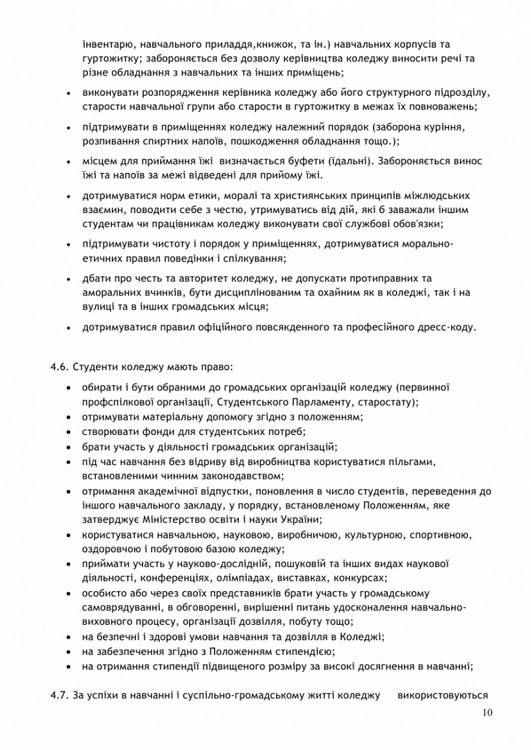 інвентарю, навчального приладдя,книжок, та ін.) навчальних корпусів та
гуртожитку; забороняється без дозволу керівництва коледжу виносити речі та
різне обладнання з навчальних та інших приміщень;
• виконувати розпорядження керівника коледжу або його структурного підрозділу,
старости навчальної групи або старости в гуртожитку в межах їх повноважень;
• підтримувати в приміщеннях коледжу належний порядок (заборона куріння,
розпивання спиртних напоїв, пошкодження обладнання тощо.);
• місцем для приймання їжі визначається буфети (їдальні). Забороняється винос
їжі та напоїв за межі відведені для прийому їжі.
• дотримуватися норм етики, моралі та християнських принципів міжлюдських
взаємин, поводити себе з честю, утримуватись від дій, які б заважали іншим
студентам чи працівникам коледжу виконувати свої службові обов'язки;
• підтримувати чистоту і порядок у приміщеннях, дотримуватися морально-
етичних правил поведінки і спілкування;
• дбати про честь та авторитет коледжу, не допускати протиправних та
аморальних вчинків, бути дисциплінованим та охайним як в коледжі, так і на
вулиці та в інших громадських місця;
• дотримуватися правил офіційного повсякденного та професійного дресс-коду.
4.6. Студенти коледжу мають право:
• обирати і бути обраними до громадських організацій коледжу (первинної
профспілкової організації, Студентського Парламенту, старостату);
• отримувати матеріальну допомогу згідно з положенням;
• створювати фонди для студентських потреб;
• брати участь у діяльності громадських організацій;
• під час навчання без відриву від виробництва користуватися пільгами,
встановленими чинним законодавством;
• отримання академічної відпустки, поновлення в число студентів, переведення до
іншого навчального закладу, у порядку, встановленому Положенням, яке
затверджує Міністерство освіти і науки України;
• користуватися навчальною, науковою, виробничою, культурною, спортивною,
оздоровчою і побутовою базою коледжу;
• приймати участь у науково-дослідній, пошуковій та інших видах наукової
діяльності, конференціях, олімпіадах, виставках, конкурсах;
• особисто або через своїх представників брати участь у громадському
самоврядуванні, в обговоренні, вирішенні питань удосконалення навчально-
виховного процесу, організації дозвілля, побуту тощо;
• на безпечні і здорові умови навчання та дозвілля в Коледжі;
• на забезпечення згідно з Положенням стипендією;
• на отримання стипендії підвищеного розміру за високі досягнення в навчанні;
4.7. За успіхи в навчанні і суспільно-громадському житті коледжу використовуються
10